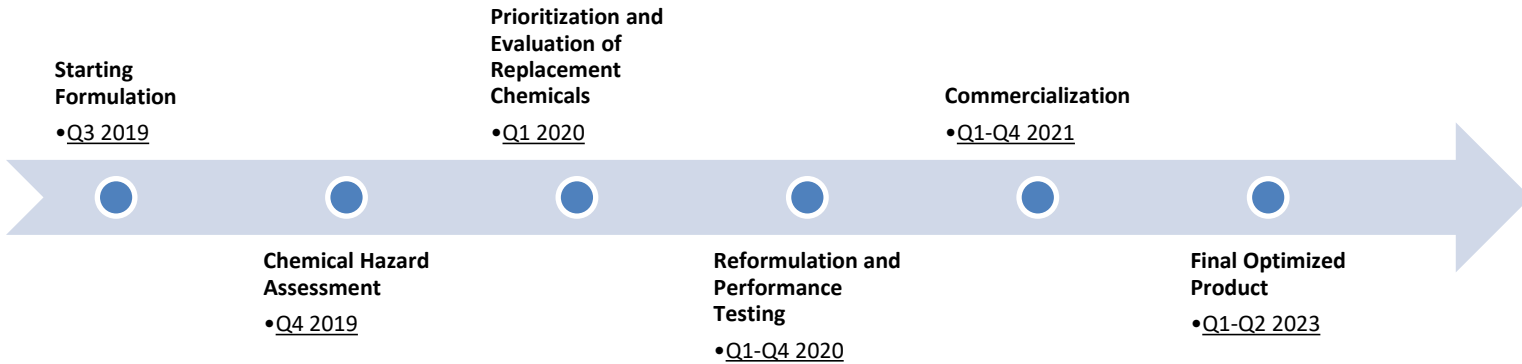 Starting
Formulation
•Q3 2019
Chemical Hazard
Assessment
•Q4 2019
Prioritization and
Evaluation of
Replacement
Chemicals
•Q1 2020
Reformulation and
Performance
Testing
•Q1-Q4 2020
Commercialization
•Q1-Q4 2021
Final Optimized
Product
•Q1-Q2 2023